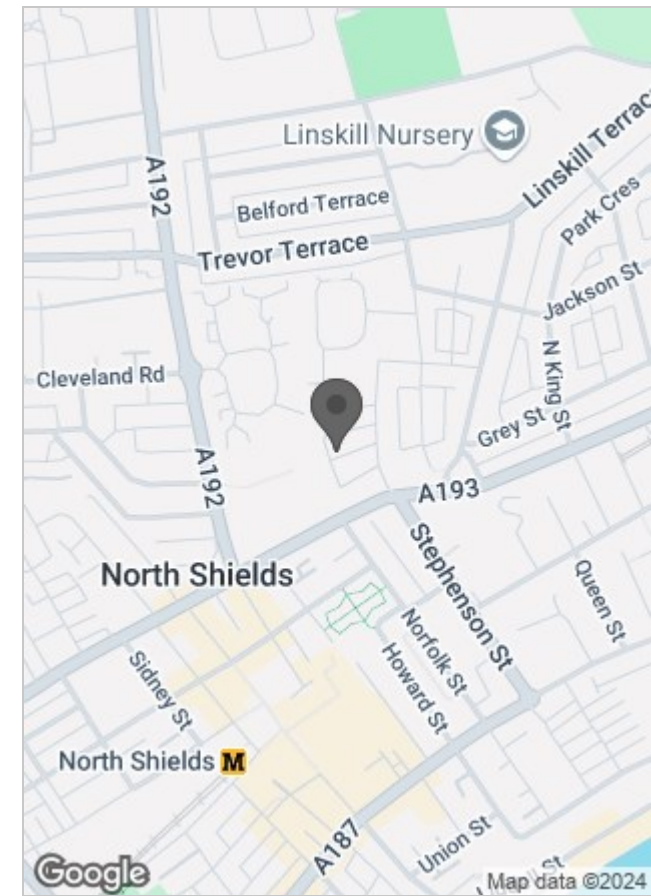 Linskill Nursery
Linskill Terrac
A192
Belford Terrace
Park Cres
Trevor Terrace
Jackson St
Cleveland Rd
N King St
Grey St
A192
A193
North Shields
Stephenson St
Queen St
Norfolk St
Sidney St
Howard St
North Shields M
A187
Union St
Google
Map data ©2024